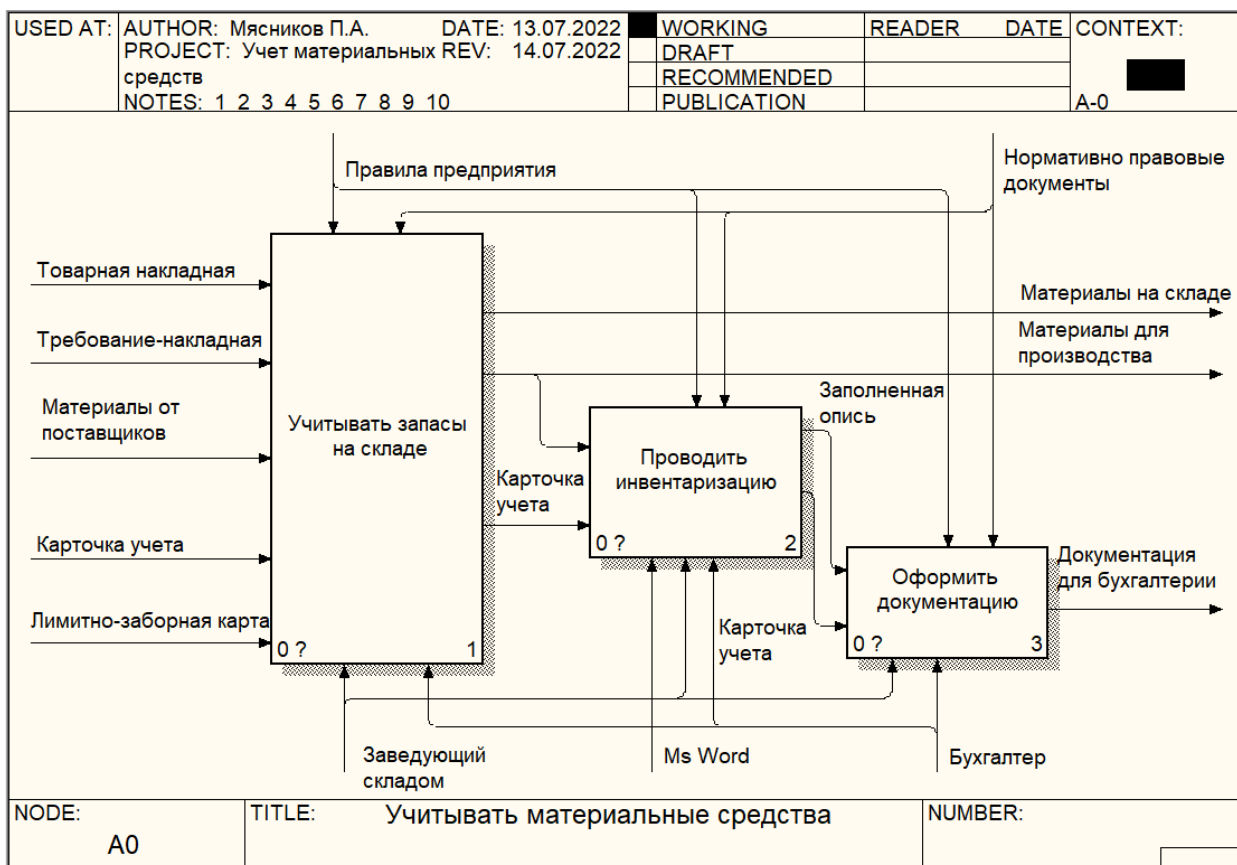 USED AT:
AUTHOR: Мясников П.А.
DATE: 13.07.2022
PROJECT: Учет материальных
средств
REV: 14.07.2022
NOTES: 1 2 3 4 5 6 7 8 9 10
WORKING
DRAFT
RECOMMENDED
PUBLICATION
READER
DATE
CONTEXT:
A-0
Правила предприятия
Нормативно правовые
документы
Товарная накладная
Требование-накладная
Материалы от
поставщиков
Карточка учета
Лимитно-заборная карта
Учитывать запасы
на складе
0 ?
1
Материалы на складе
Материалы для
производства
Заполненная
опись
Карточка
учета
Проводить
инвентаризацию
0 ?
2
Оформить
документацию
0 ?
3
Документация
для бухгалтерии
Карточка
учета
Заведующий
складом
Ms Word
Бухгалтер
NODE:
A0
TITLE:
Учитывать материальные средства
NUMBER: